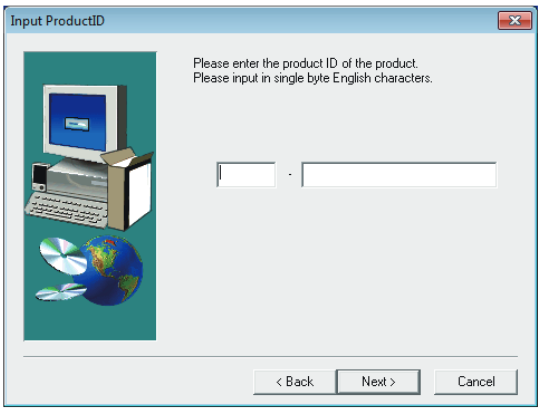 Input ProductID
Please enter the product ID of the product.
Please input in single byte English characters.
-
< Back
Next >
Cancel